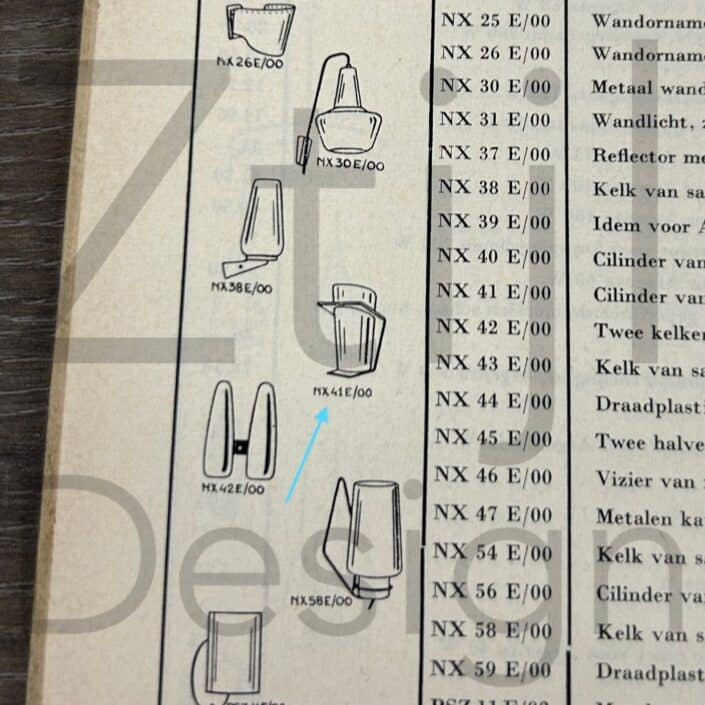 NX26E/00
NX30E/00
NX38E/00
NX41E/00
NX42E/00
NX58E/00
NX 25 E/00 Wandorname
NX 26 E/00 Wandorname
NX 30 E/00 Metaal wand
NX 31 E/00 Wandlicht, z
NX 37 E/00 Reflector me
NX 38 E/00 Kelk van sa
NX 39 E/00 Idem voor A
NX 40 E/00 Cilinder van
NX 41 E/00 Cilinder van
NX 42 E/00 Twee kelken
NX 43 E/00 Kelk van sa
NX 44 E/00 Draadplasti
NX 45 E/00 Twee halve
NX 46 E/00 Vizier van
NX 47 E/00 Metalen ka
NX 54 E/00 Kelk van s
NX 56 E/00 Cilinder va
NX 58 E/00 Kelk van s
NX 59 E/00 Draadplast
Ztijl
Design